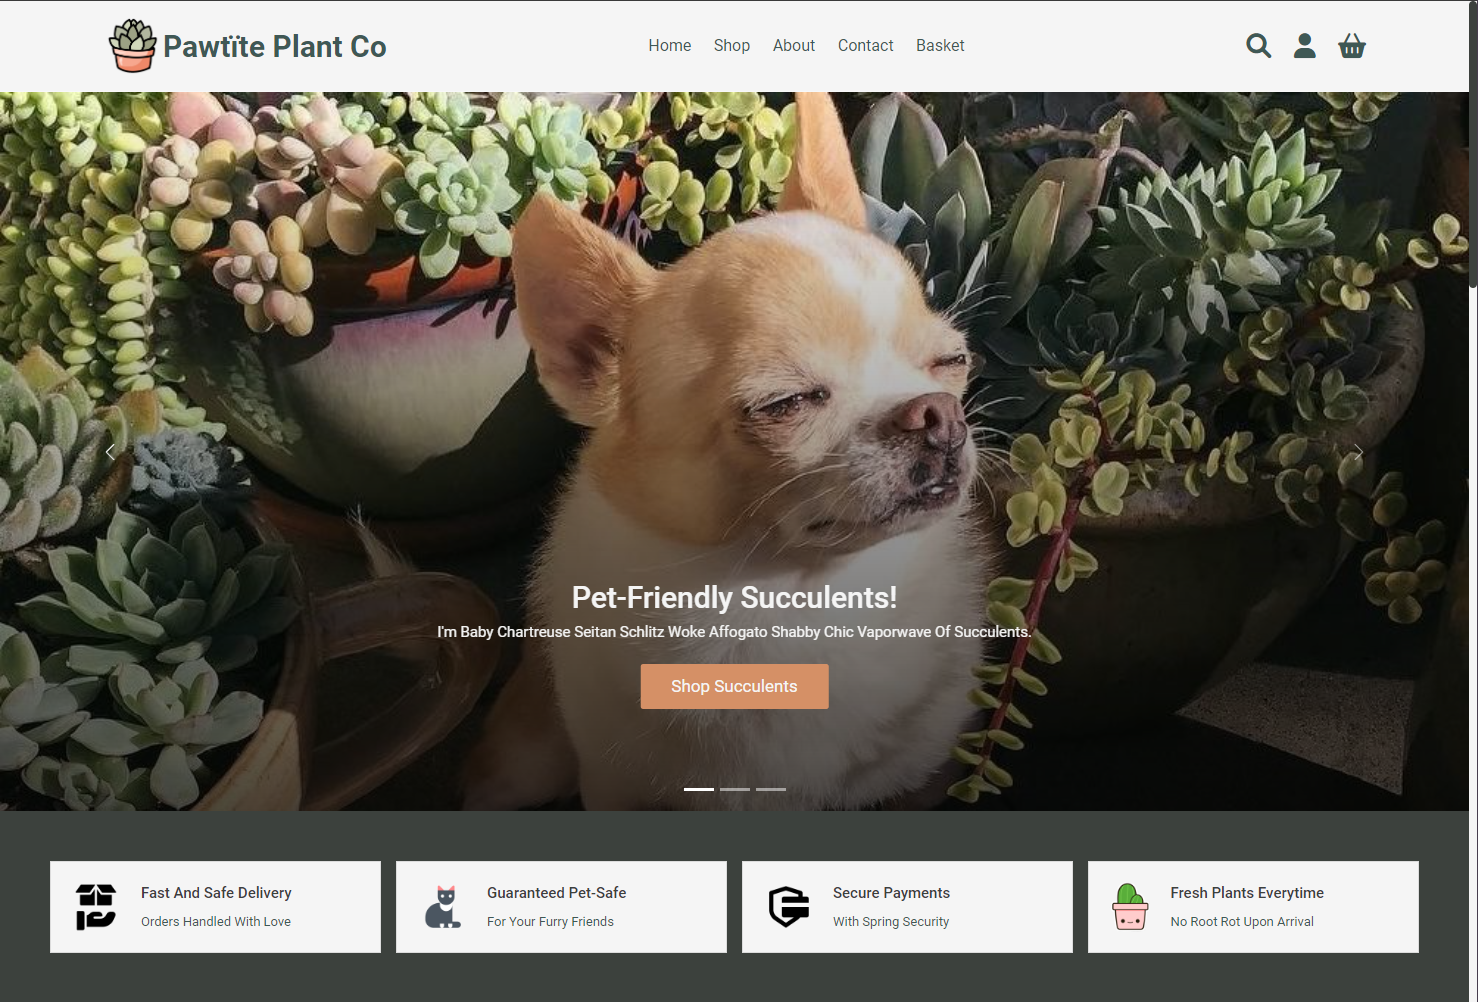 Pawtïte Plant Co
Home Shop About Contact Basket
Pet-Friendly Succulents!
I'm Baby Chartreuse Seitan Schlitz Woke Affogato Shabby Chic Vaporwave Of Succulents.
Shop Succulents
Fast And Safe Delivery
Orders Handled With Love
Guaranteed Pet-Safe
For Your Furry Friends
Secure Payments
With Spring Security
Fresh Plants Everytime
No Root Rot Upon Arrival